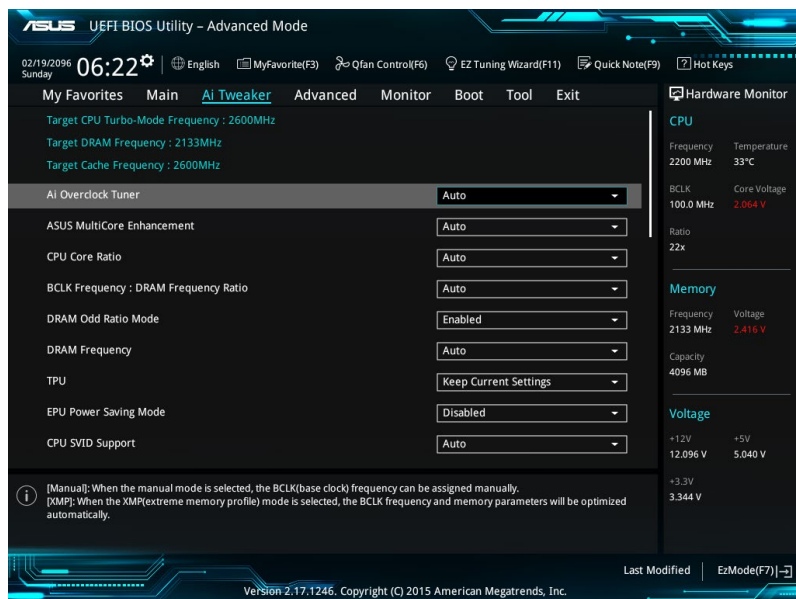 ASUS UEFI BIOS Utility – Advanced Mode
02/19/2096
Sunday
06:22
English
MyFavorite(F3)
Qfan Control(F6)
EZ Tuning Wizard(F11)
Quick Note(F9)
? Hot Keys
My Favorites
Main
Ai Tweaker
Advanced
Monitor
Boot
Tool
Exit
Target CPU Turbo-Mode Frequency : 2600MHz
Target DRAM Frequency : 2133MHz
Target Cache Frequency : 2600MHz
Ai Overclock Tuner Auto
ASUS MultiCore Enhancement Auto
CPU Core Ratio Auto
BCLK Frequency : DRAM Frequency Ratio Auto
DRAM Odd Ratio Mode Enabled
DRAM Frequency Auto
TPU Keep Current Settings
EPU Power Saving Mode Disabled
CPU SVID Support Auto
[Manual]: When the manual mode is selected, the BCLK(base clock) frequency can be assigned manually.
[XMP]: When the XMP(extreme memory profile) mode is selected, the BCLK frequency and memory parameters will be optimized
automatically.
Hardware Monitor
CPU
Frequency Temperature
2200 MHz 33°C
BCLK Core Voltage
100.0 MHz 2.064 V
Ratio
22x
Memory
Frequency Voltage
2133 MHz 2.416 V
Capacity
4096 MB
Voltage
+12V +5V
12.096 V 5.040 V
+3.3V
3.344 V
Last Modified
EzMode(F7)
Version 2.17.1246. Copyright (C) 2015 American Megatrends, Inc.